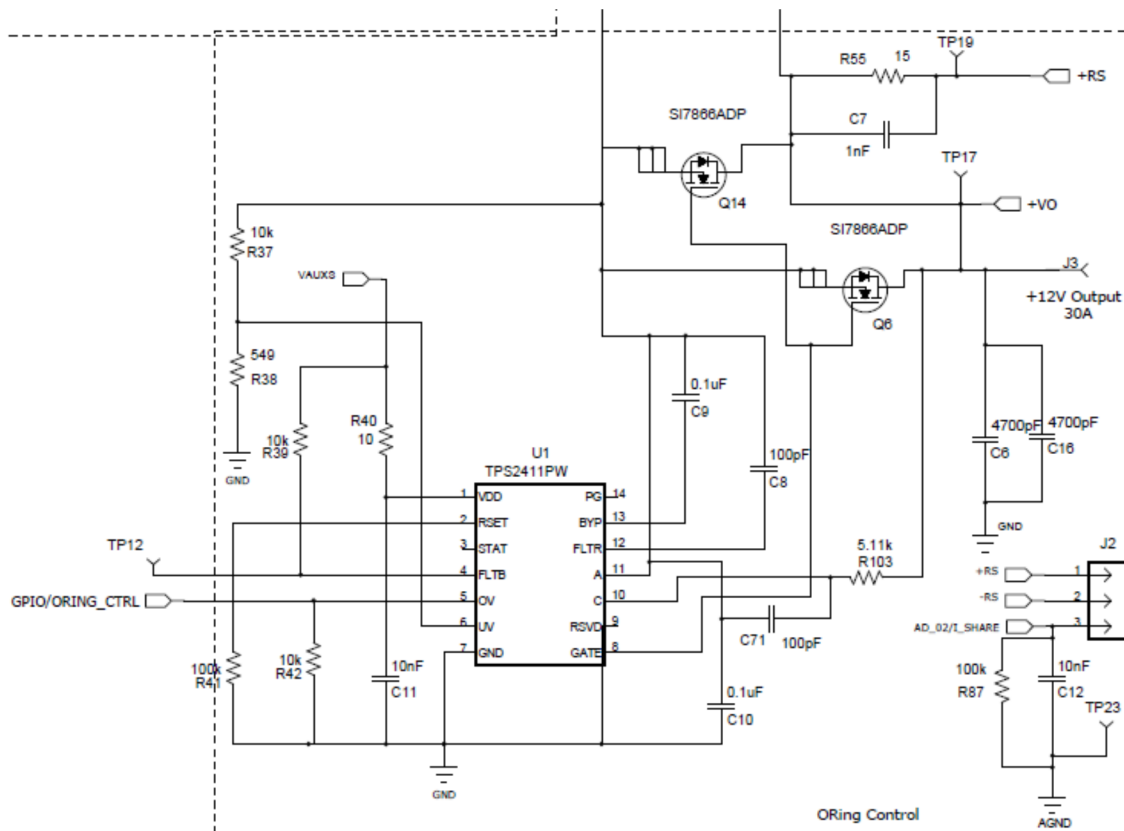 TP19
R55
15
+RS
SI7866ADP
C7
1nF
TP17
Q14
+VO
10k
R37
SI7866ADP
VAUXS
J3
+12V Output
30A
Q6
549
R38
0.1uF
C9
R40
10
10k
R39
4700pF
C6
4700pF
C16
GND
U1
TPS2411PW
100pF
C8
1
VDD
PG
14
2
RSET
BYP
13
GND
TP12
3
STAT
FLTR
12
5.11k
R103
J2
4
FLTB
A
11
+RS
1
GPIO/ORING_CTRL
5
OV
C
10
-RS
2
6
UV
RSVD
9
AD_02/I_SHARE
3
7
GND
GATE
8
C71
100pF
100k
R41
10k
R42
10nF
C11
0.1uF
C10
100k
R87
10nF
C12
TP23
GND
ORing Control
AGND